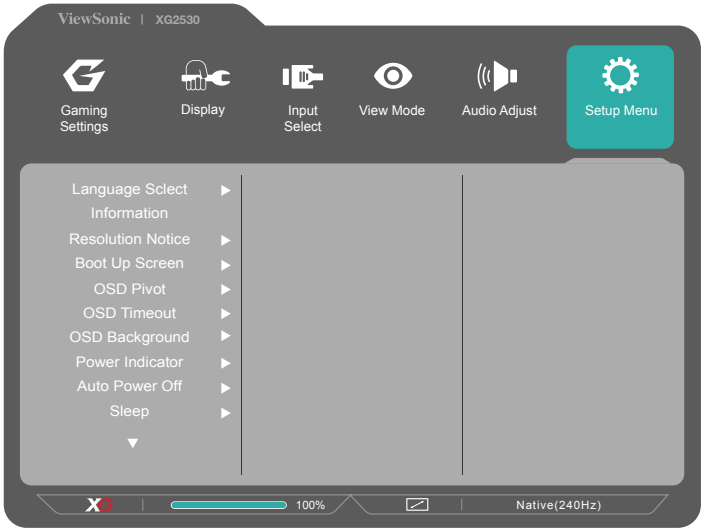 ViewSonic | XG2530
Gaming Settings
Display
Input Select
View Mode
Audio Adjust
Setup Menu
Language Sclect
Information
Resolution Notice
Boot Up Screen
OSD Pivot
OSD Timeout
OSD Background
Power Indicator
Auto Power Off
Sleep
XG | 100%
| Native(240Hz)